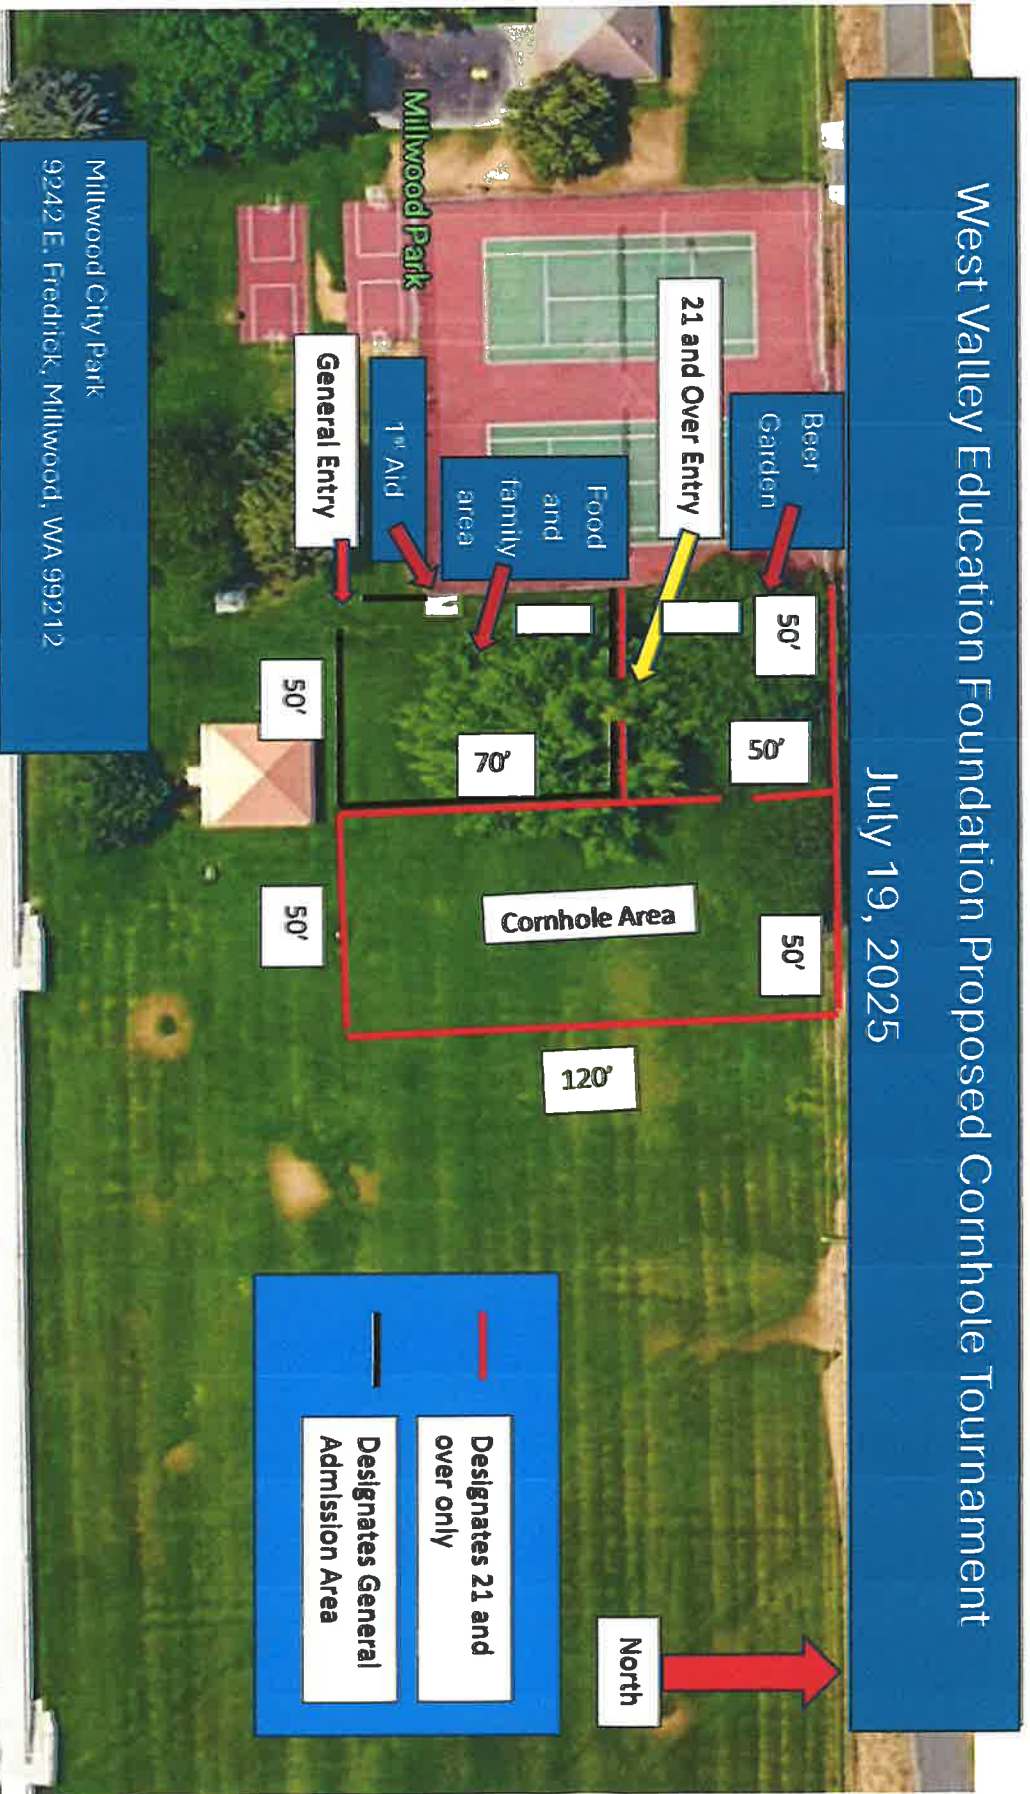 West Valley Education Foundation Proposed Cornhole Tournament
July 19, 2025
Beer
Garden
21 and Over Entry
Food
and
family
area
1st Aid
General Entry
Millwood Park
50'
50'
50'
70'
50'
50'
Cornhole Area
120'
Designates 21 and
over only
Designates General
Admission Area
North
Millwood City Park
9242 E. Fredrick, Millwood, WA 99212